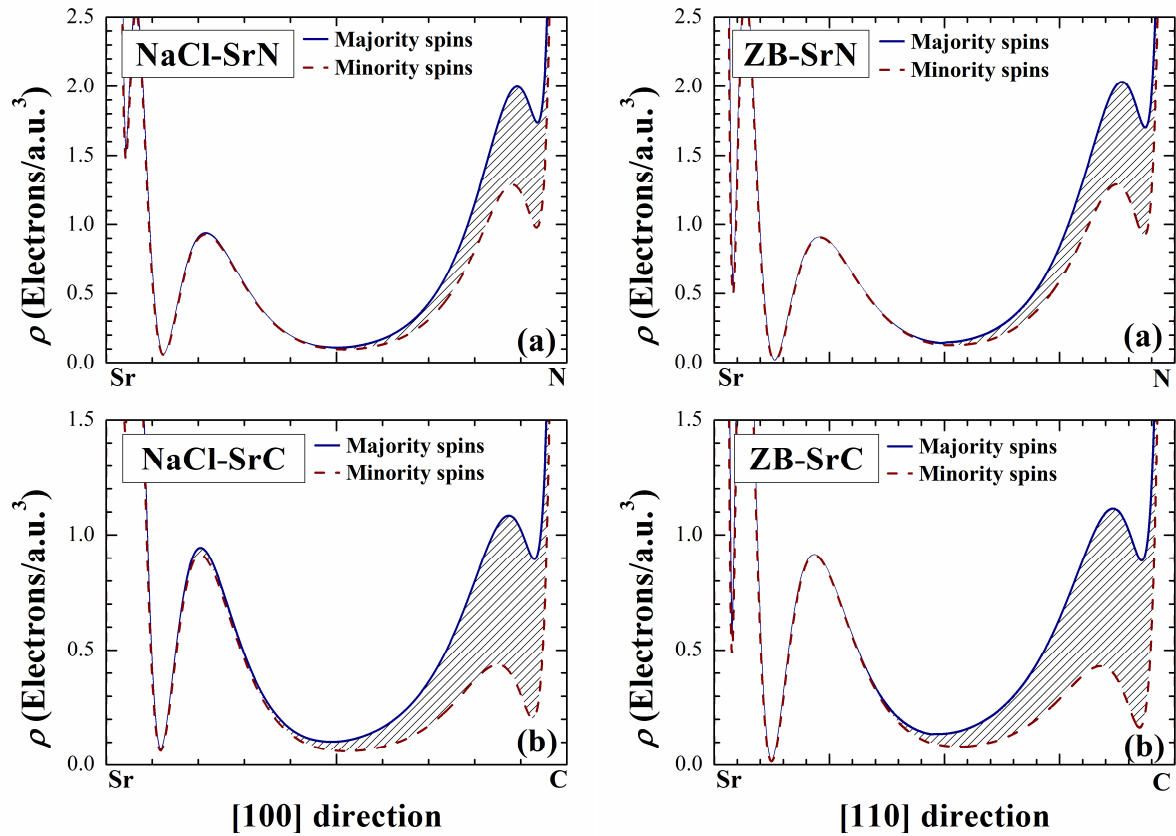 NaCl-SrN
Majority spins
Minority spins
ρ (Electrons/a.u.³)
2.5
2.0
1.5
1.0
0.5
0.0
(a)
Sr
N
ZB-SrN
Majority spins
Minority spins
ρ (Electrons/a.u.³)
2.5
2.0
1.5
1.0
0.5
0.0
(a)
Sr
N
NaCl-SrC
Majority spins
Minority spins
ρ (Electrons/a.u.³)
1.5
1.0
0.5
0.0
(b)
Sr
C
[100] direction
ZB-SrC
Majority spins
Minority spins
ρ (Electrons/a.u.³)
1.5
1.0
0.5
0.0
(b)
Sr
C
[110] direction